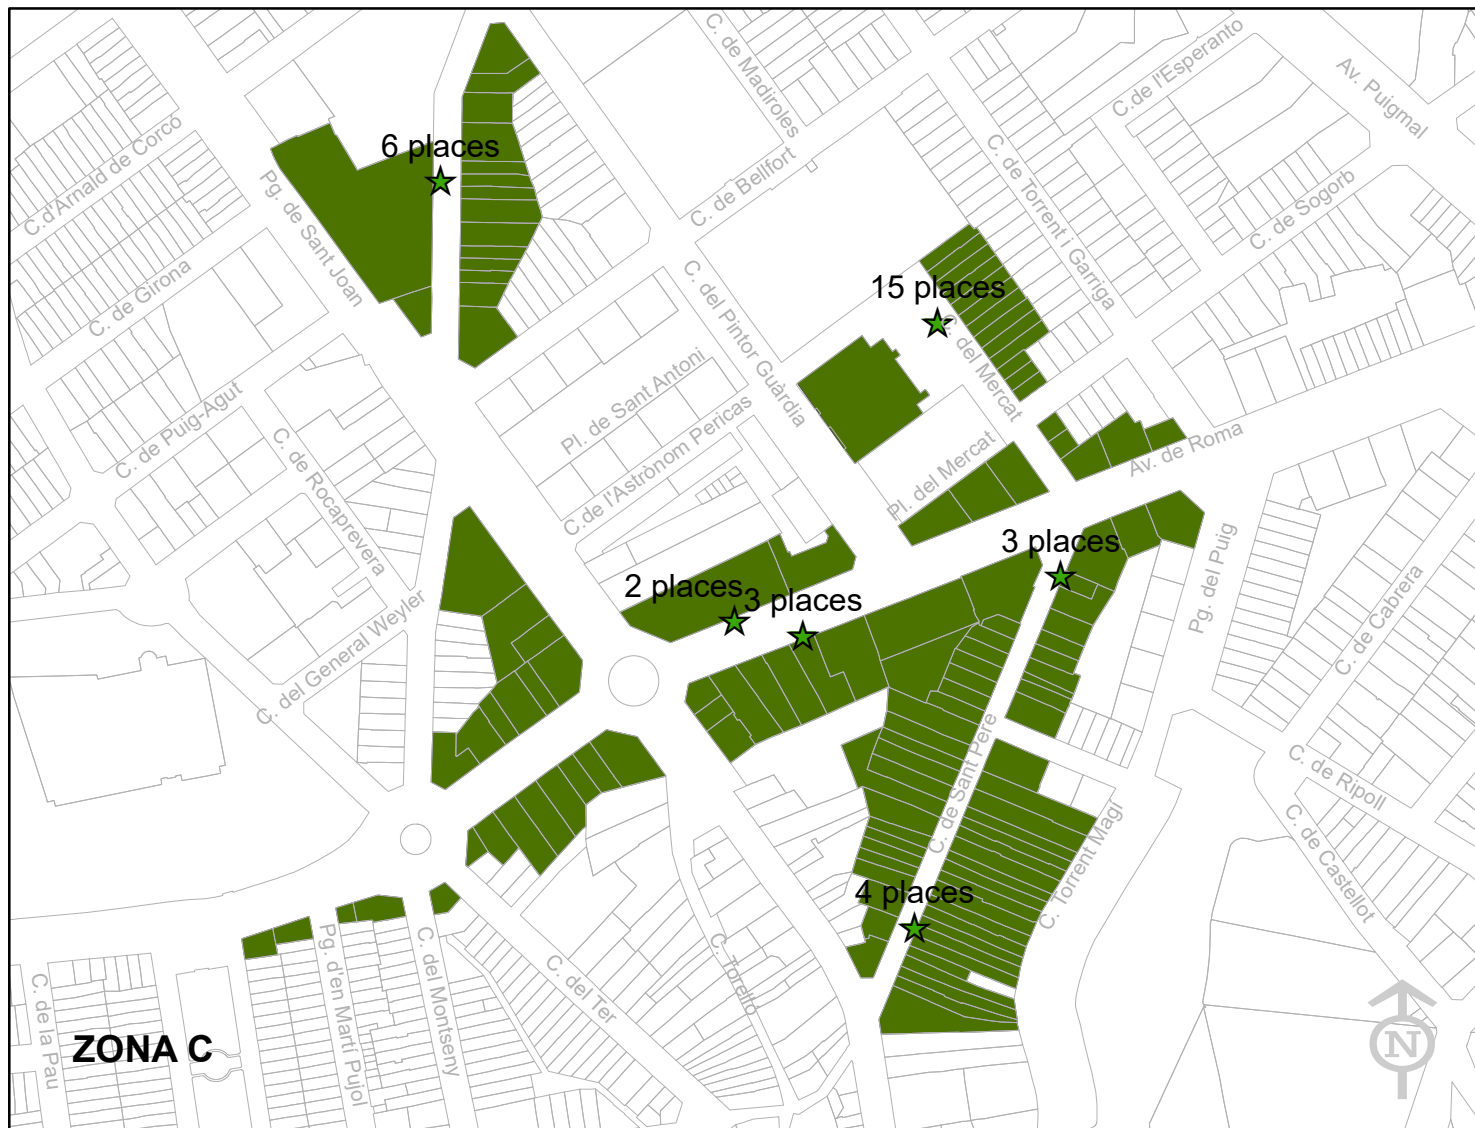 C. de Madiroles
C.de l'Esperanto
Av. Puigmal
C.d'Arnald de Corcó
6 places
Pg. de Sant Joan
C. de Bellfort
C. de Torrent i Garriga
C. de Sogorb
C. de Girona
C. del Pintor Guàrdia
15 places
C. del Mercat
Pl. de Sant Antoni
C. de Puig-Agut
C. de Rocaprevera
C.de l'Astrònom Pericas
Pl. del Mercat
Av. de Roma
3 places
2 places
3 places
Pg. del Puig
C. de Cabrera
C. del General Weyler
C. de Sant Pere
C. de Ripoll
C. Torrent Magí
C. de Castellot
4 places
C. de la Pau
Pg. d'en Martí Pujol
C. del Montseny
C. del Ter
C. Torelló
ZONA C
N